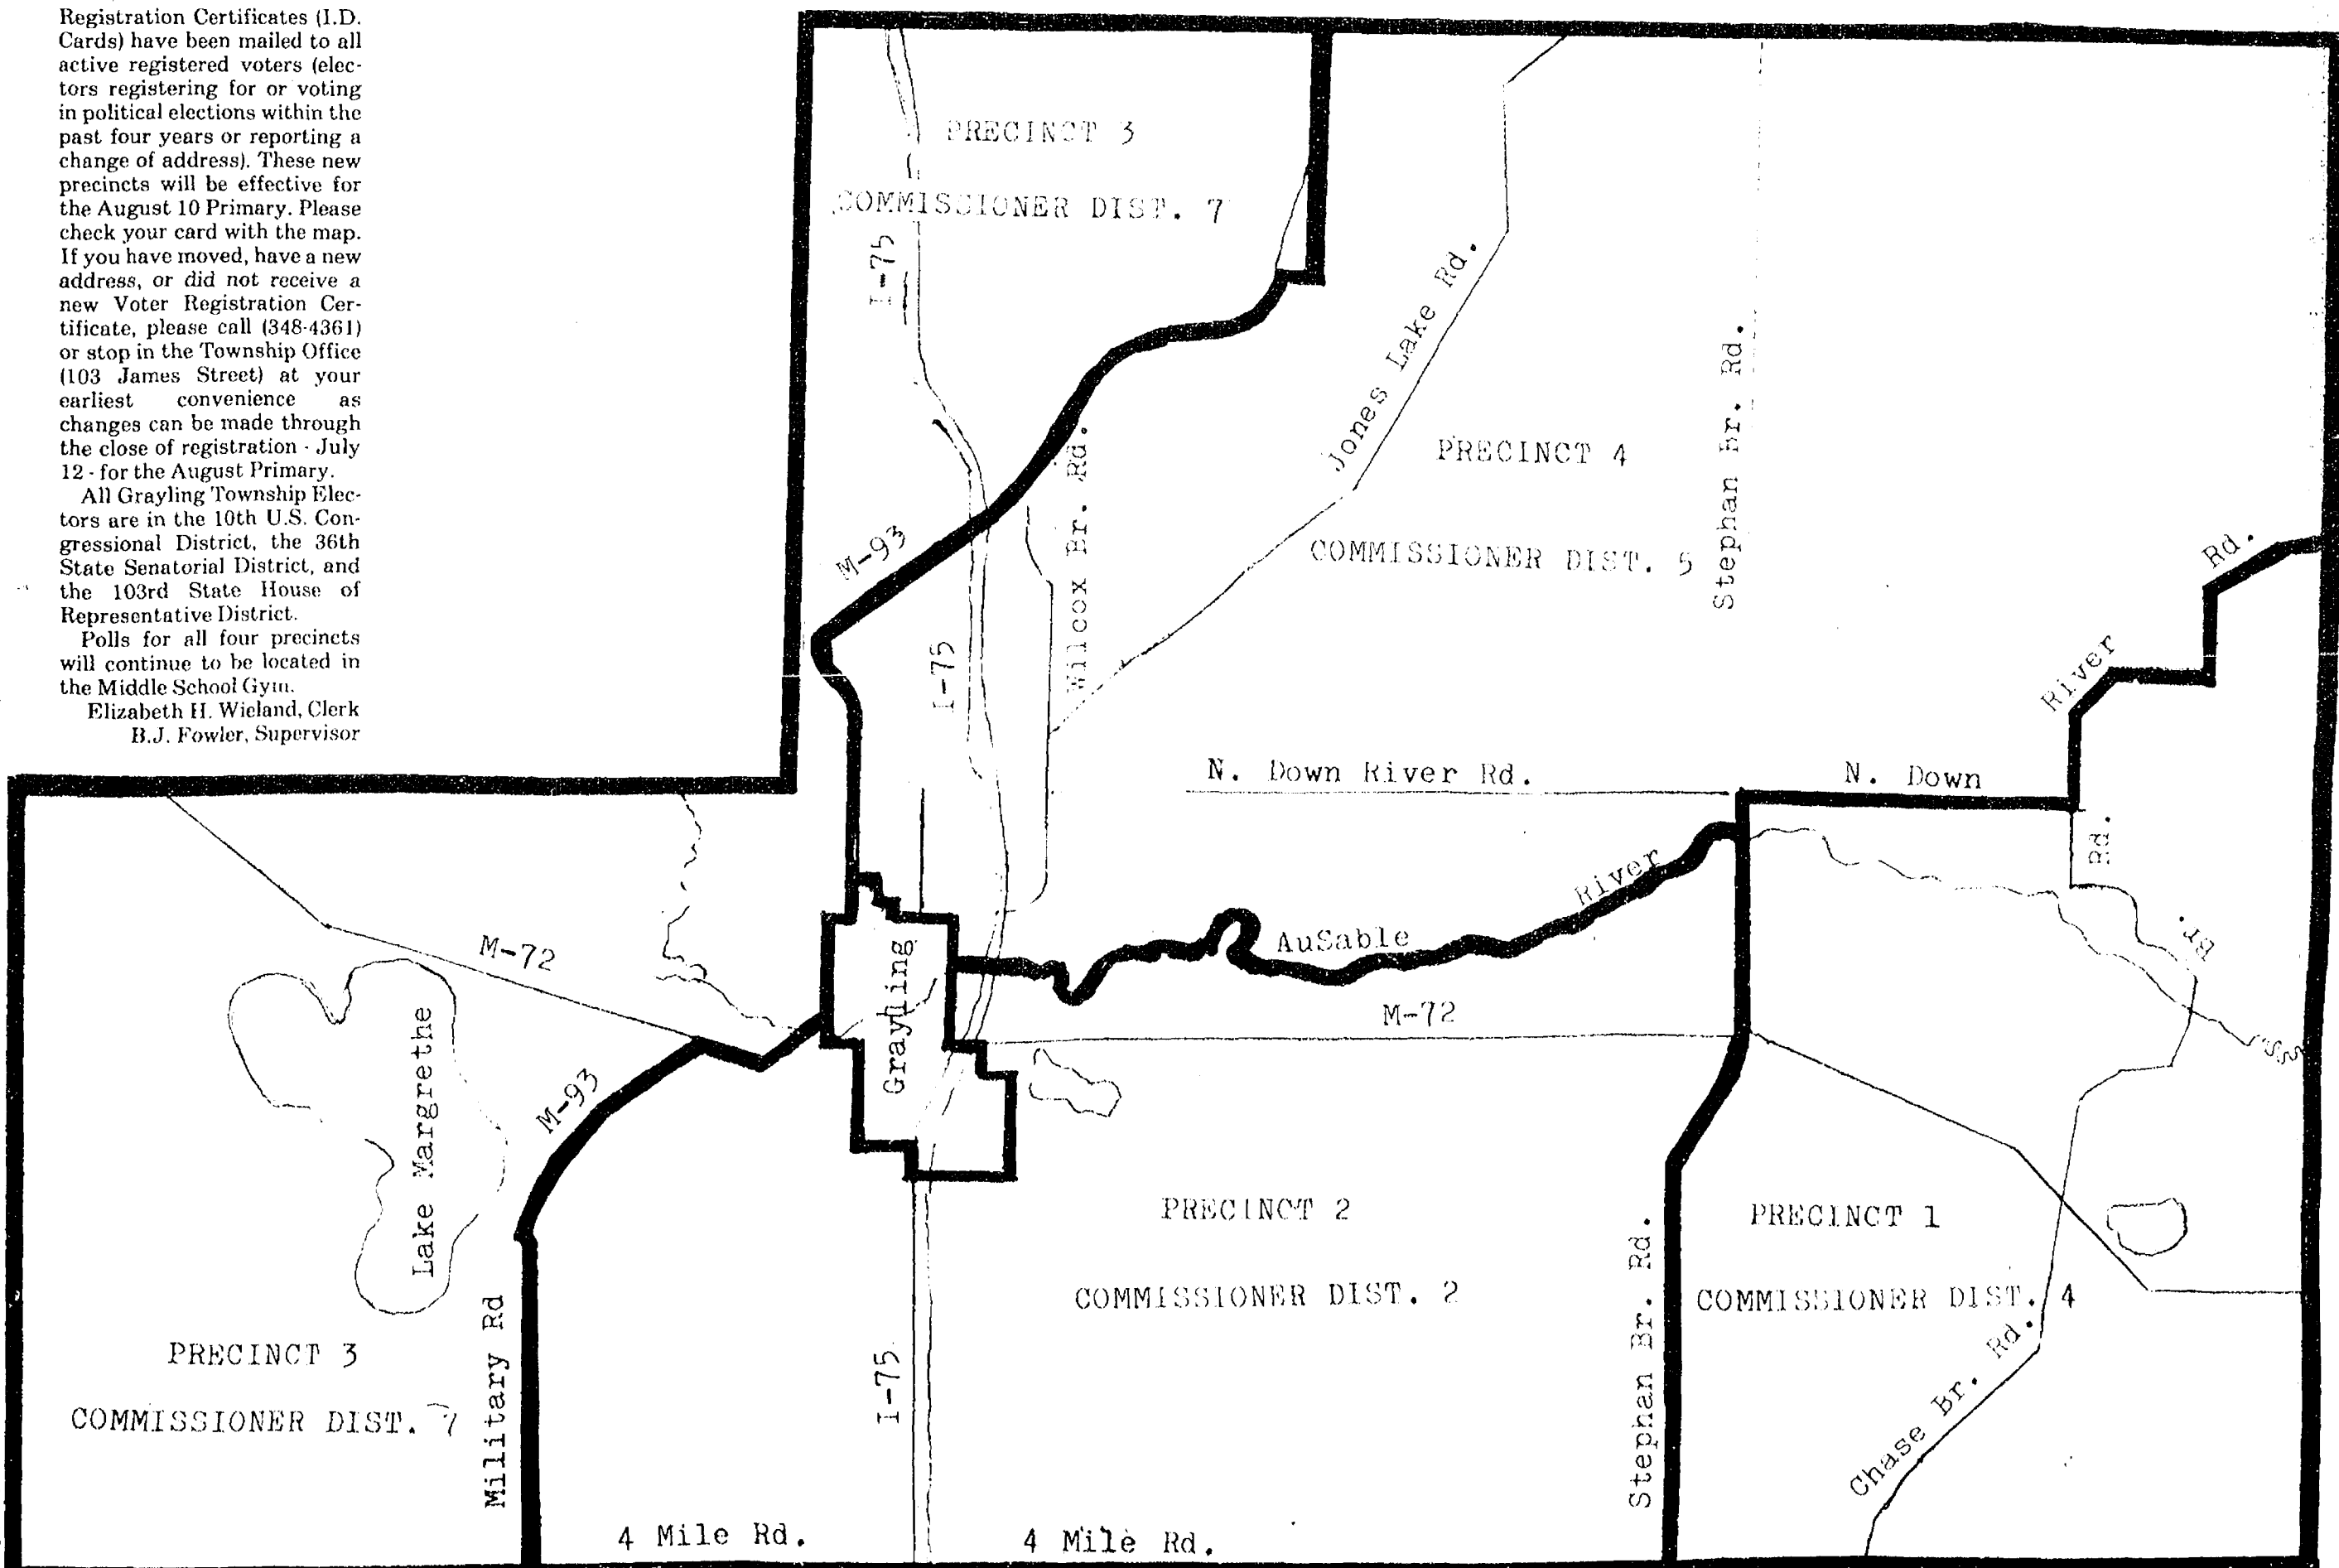 Registration Certificates (I.D.
Cards) have been mailed to all
active registered voters (elec-
tors registering for or voting
in political elections within the
past four years or reporting a
change of address). These new
precincts will be effective for
the August 10 Primary. Please
check your card with the map.
If you have moved, have a new
address, or did not receive a
new Voter Registration Cer-
tificate, please call (348-4361)
or stop in the Township Office
(103 James Street) at your
earliest convenience as
changes can be made through
the close of registration - July
12 - for the August Primary.
All Grayling Township Elec-
tors are in the 10th U.S. Con-
gressional District, the 36th
State Senatorial District, and
the 103rd State House of
Representative District.
Polls for all four precincts
will continue to be located in
the Middle School Gym.
Elizabeth H. Wieland, Clerk
B.J. Fowler, Supervisor
PRECINCT 3
COMMISSIONER DIST. 7
I-75
Jones Lake Rd.
Stephan Br. Rd.
PRECINCT 4
COMMISSIONER DIST. 5
M-93
Wilcox Br. Rd.
I-75
Rd.
River
N. Down River Rd.
N. Down
Rd.
Br.
River
AuSable
M-72
M-72
Grayling
Lake Margrethe
M-93
PRECINCT 2
COMMISSIONER DIST. 2
PRECINCT 1
COMMISSIONER DIST. 4
Stephan Br. Rd.
Chase Br. Rd.
PRECINCT 3
COMMISSIONER DIST. 7
Military Rd
I-75
4 Mile Rd.
4 Mile Rd.